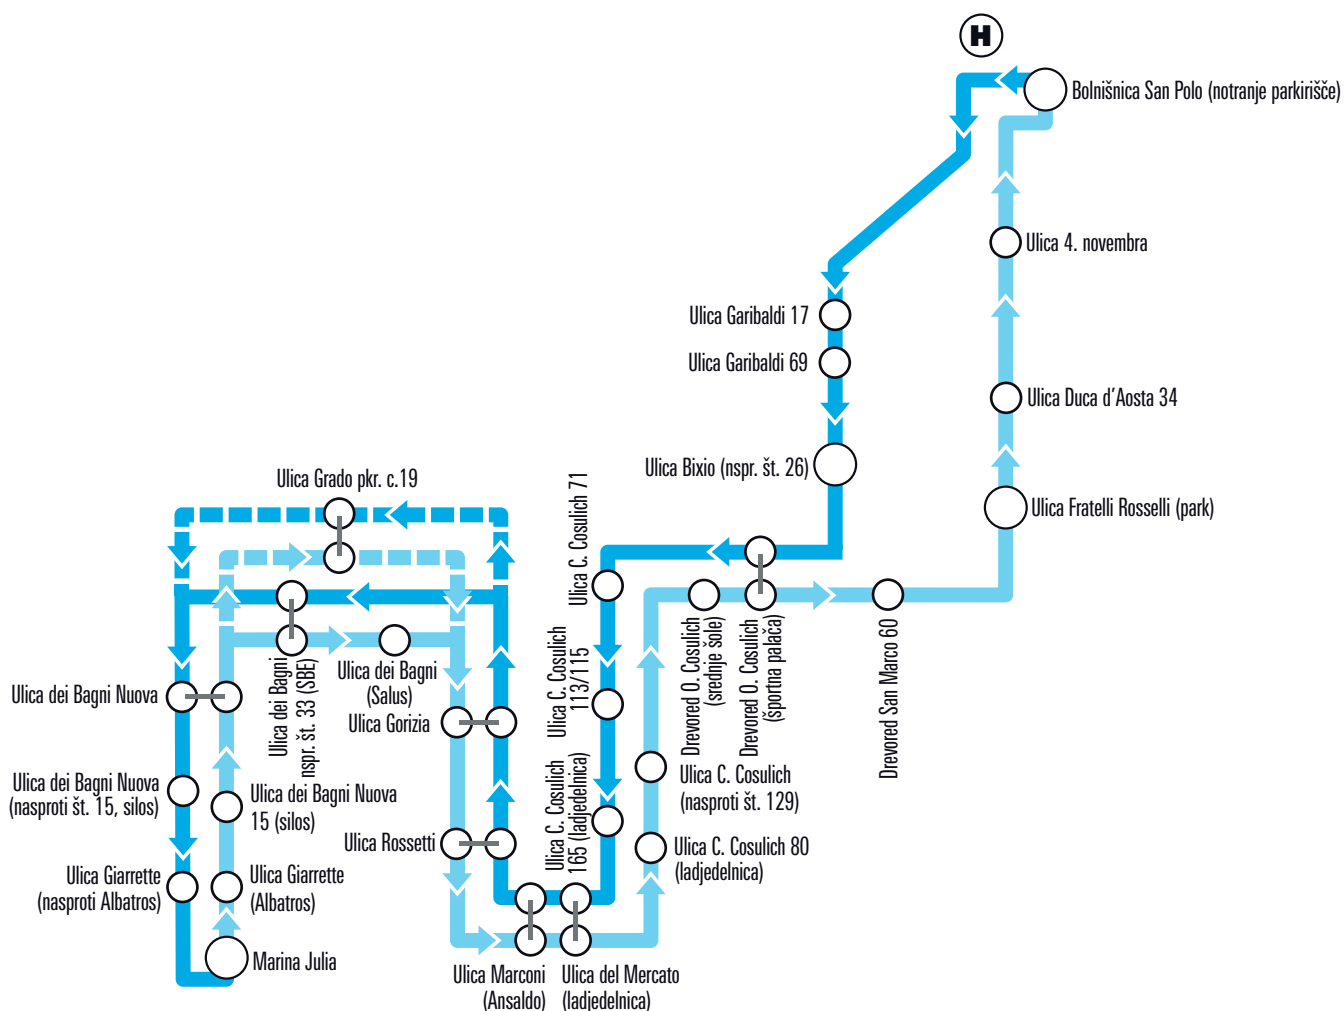 H
Bolnišnica San Polo (notranje parkirišče)
Ulica 4. novembra
Ulica Garibaldi 17
Ulica Garibaldi 69
Ulica Duca d'Aosta 34
Ulica Bixio (nspr. št. 26)
Ulica Fratelli Rosselli (park)
Ulica Grado pkr. c.19
Ulica C. Cosulich 71
Ulica C. Cosulich
113/115
Ulica C. Cosulich
165 (ladjedelnica)
Drevored O. Cosulich
(srednje šole)
Drevored O. Cosulich
(športna palača)
Drevored San Marco 60
Ulica dei Bagni
nspr. št. 33 (SBE)
Ulica dei Bagni
(Salus)
Ulica dei Bagni Nuova
Ulica Gorizia
Ulica dei Bagni Nuova
(nasproti št. 15, silos)
Ulica dei Bagni Nuova
15 (silos)
Ulica C. Cosulich
(nasproti št. 129)
Ulica Rossetti
Ulica C. Cosulich 80
(ladjedelnica)
Ulica Giarrette
(nasproti Albatros)
Ulica Giarrette
(Albatros)
Marina Julia
Ulica Marconi
(Ansaldo)
Ulica del Mercato
(ladjedelnica)